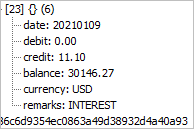 [23] {} (6)
date: 20210109
debit: 0.00
credit: 11.10
balance: 30146.27
currency: USD
remarks: INTEREST
36c6d9354ec0863a49d38932d4a40a93